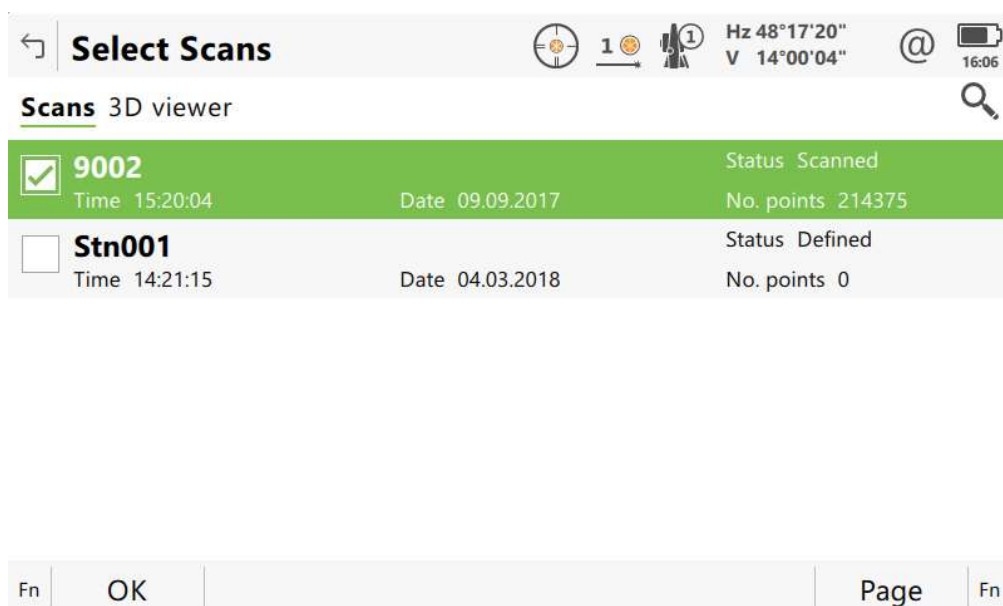 Select Scans
1
1
Hz 48°17'20"
V 14°00'04"
@
16:06
Scans 3D viewer
9002
Status Scanned
Time 15:20:04 Date 09.09.2017 No. points 214375
Stn001
Status Defined
Time 14:21:15 Date 04.03.2018 No. points 0
Fn OK Page Fn